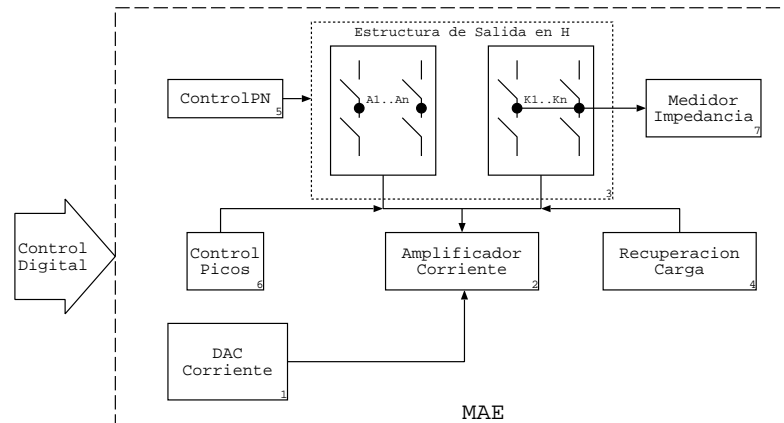 Estructura de Salida en H
ControlPN
5
A1..An
K1..Kn
Medidor
Impedancia
7
3
Control
Digital
Control
Picos
6
Amplificador
Corriente
2
Recuperacion
Carga
4
DAC
Corriente
1
MAE